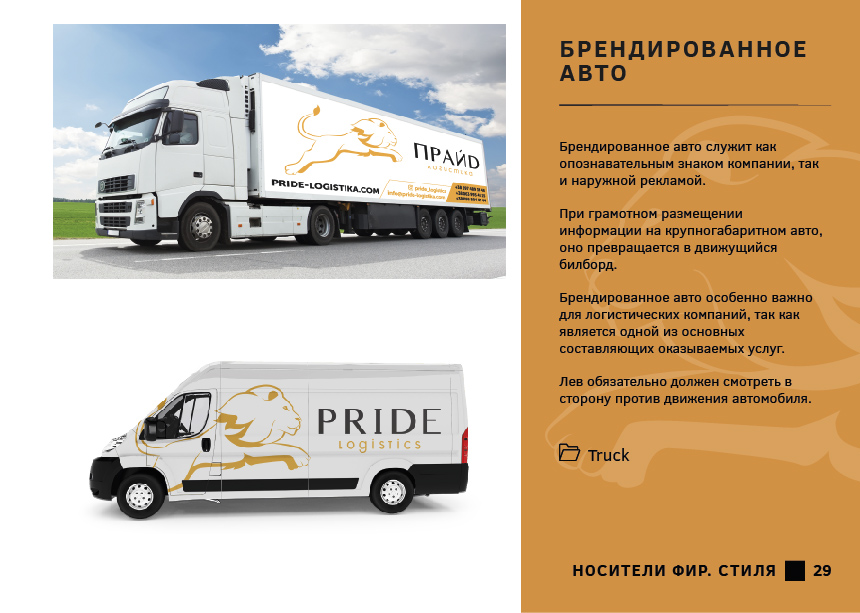 БРЕНДИРОВАННОЕ
АВТО
Брендированное авто служит как
опознавательным знаком компании, так
и наружной рекламой.
При грамотном размещении
информации на крупногабаритном авто,
оно превращается в движущийся
билборд.
Брендированное авто особенно важно
для логистических компаний, так как
является одной из основных
составляющих оказываемых услуг.
Лев обязательно должен смотреть в
сторону против движения автомобиля.
Truck
НОСИТЕЛИ ФИР. СТИЛЯ 29
ПРАЙД
PRIDE-LOGISTIKA.COM
pride_logistics
info@pride-logistika.com
PRIDE
Logistics